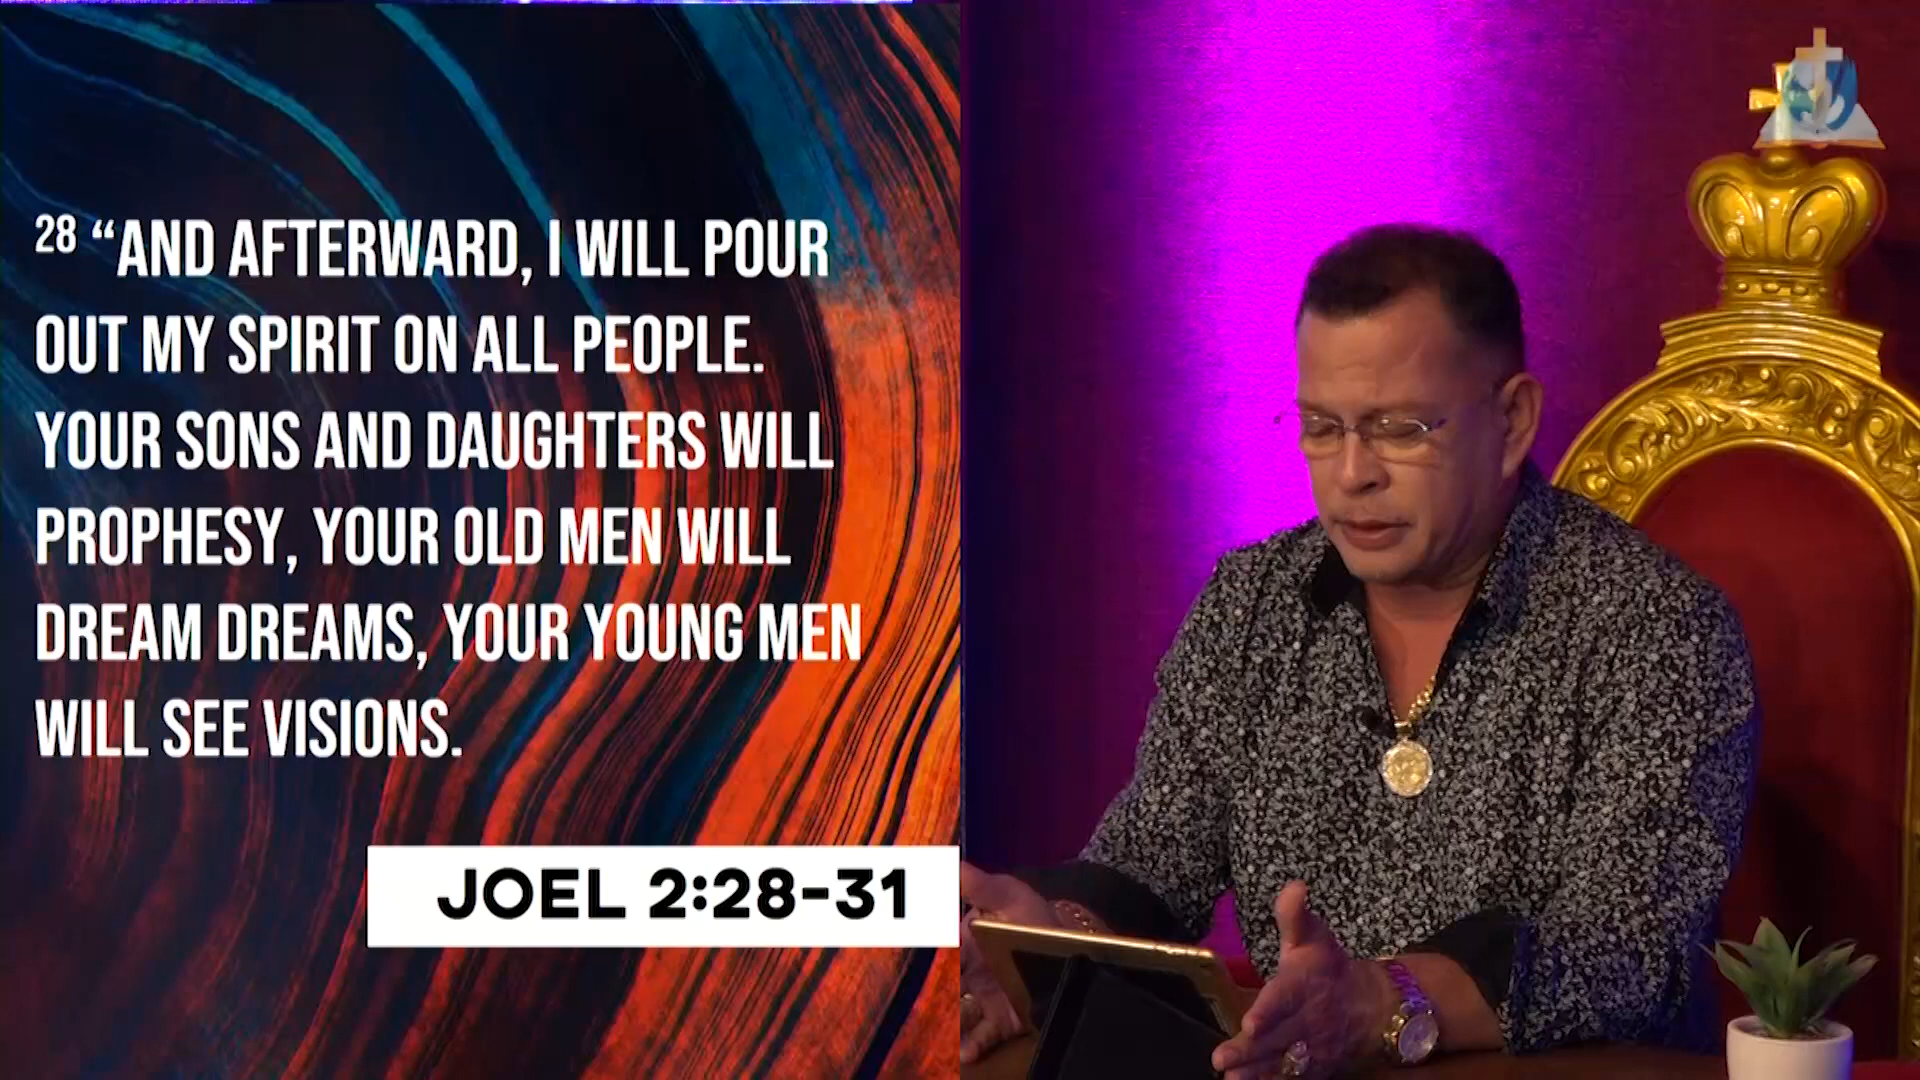 28 “AND AFTERWARD, I WILL POUR
OUT MY SPIRIT ON ALL PEOPLE.
YOUR SONS AND DAUGHTERS WILL
PROPHESY, YOUR OLD MEN WILL
DREAM DREAMS, YOUR YOUNG MEN
WILL SEE VISIONS.
JOEL 2:28-31